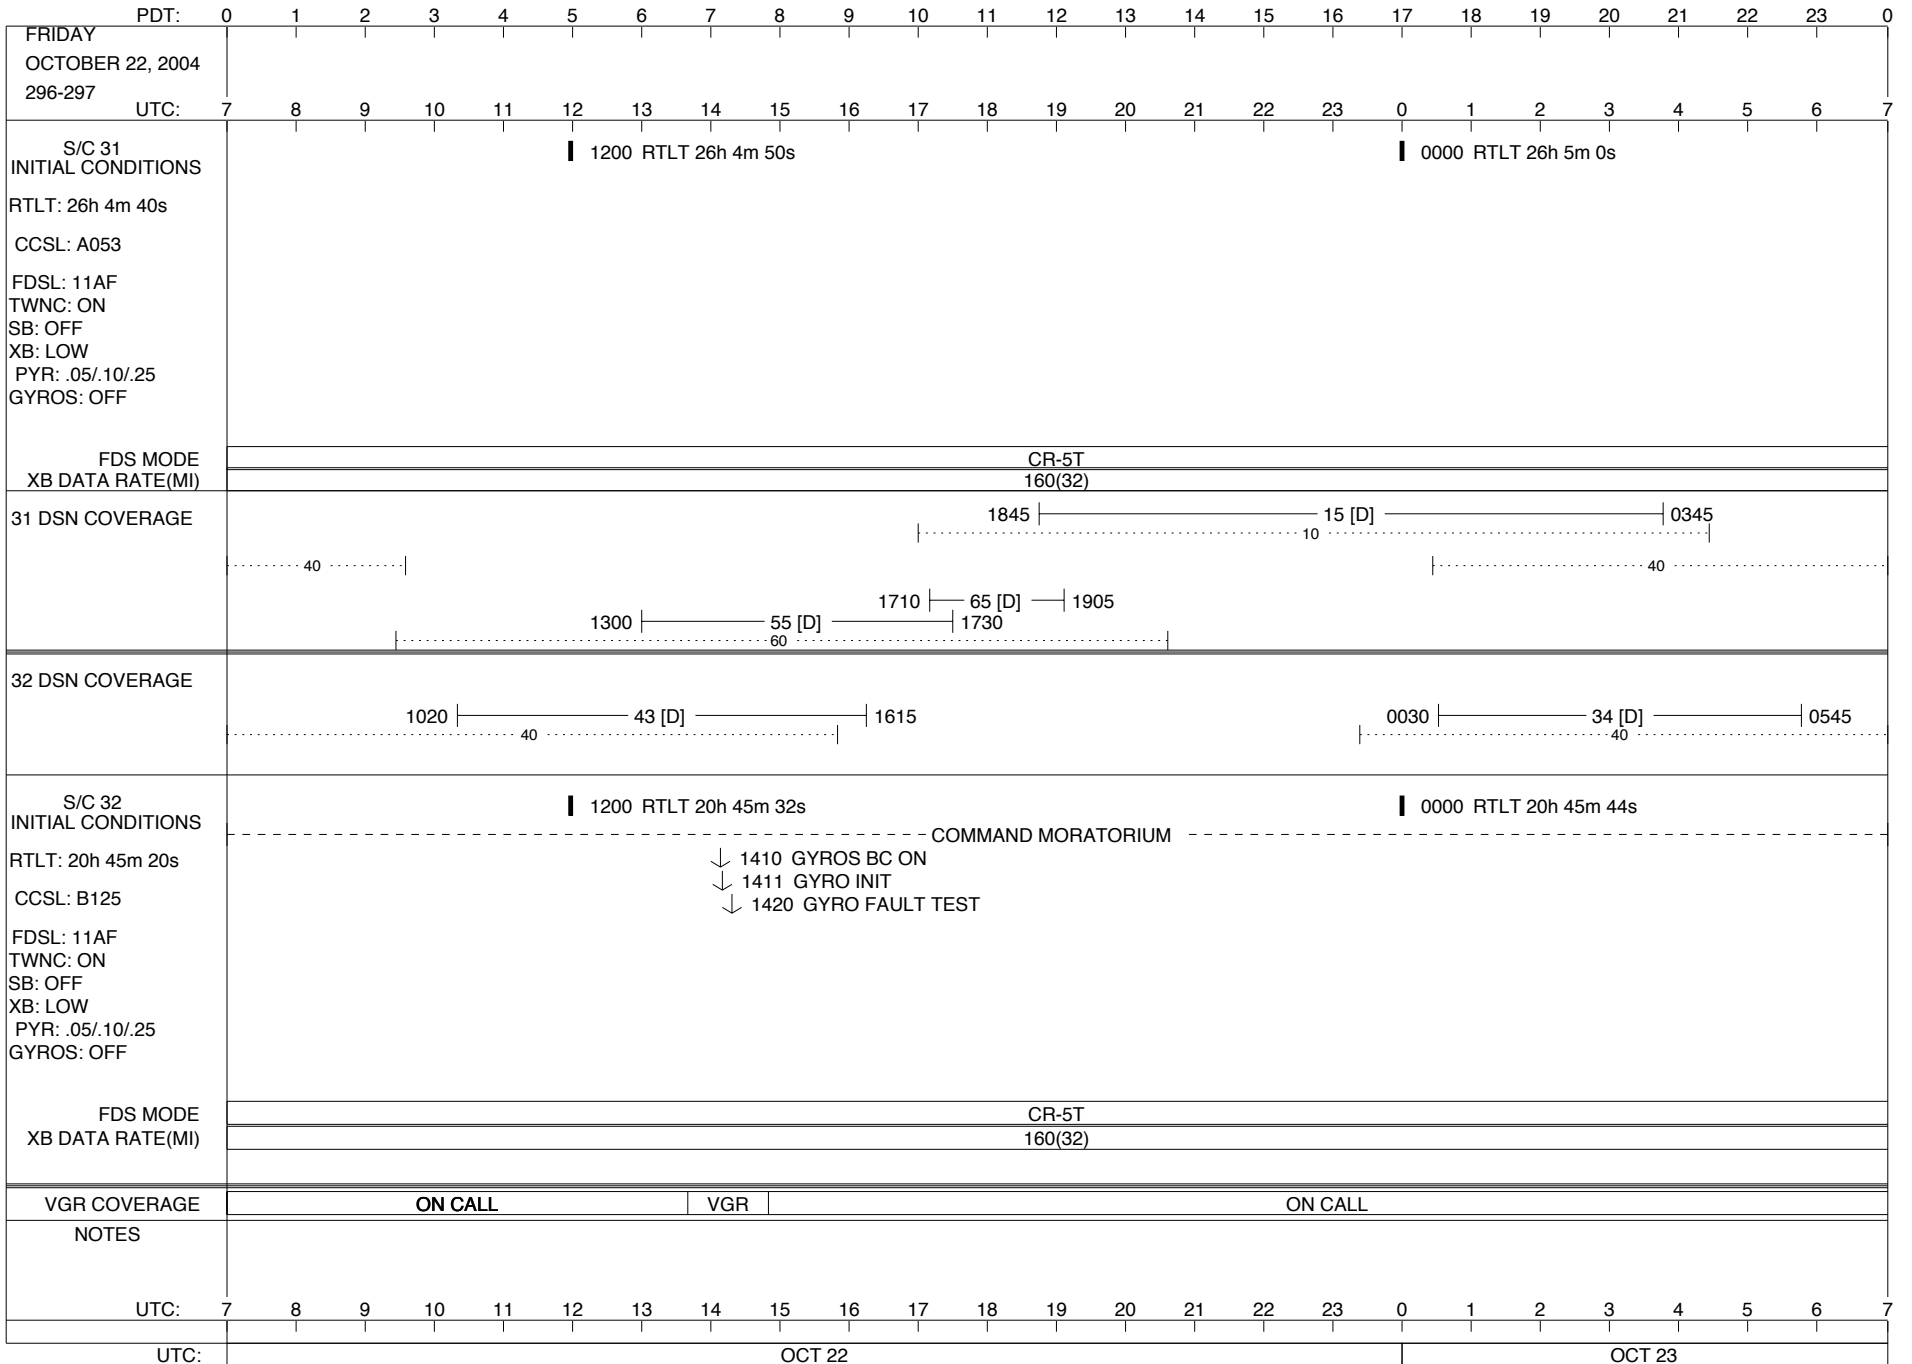 PDT: 0 1 2 3 4 5 6 7 8 9 10 11 12 13 14 15 16 17 18 19 20 21 22 23 0
FRIDAY
OCTOBER 22, 2004
296-297
UTC: 7 8 9 10 11 12 13 14 15 16 17 18 19 20 21 22 23 0 1 2 3 4 5 6 7
S/C 31
INITIAL CONDITIONS
1200 RTLT 26h 4m 50s
0000 RTLT 26h 5m 0s
RTLT: 26h 4m 40s
CCSL: A053
FDSL: 11AF
TWNC: ON
SB: OFF
XB: LOW
PYR: .05/.10/.25
GYROS: OFF
FDS MODE CR-5T
XB DATA RATE(MI) 160(32)
31 DSN COVERAGE
1845 15 [D] 0345
10
40 40
1710 65 [D] 1905
1300 55 [D] 1730
60
32 DSN COVERAGE
1020 43 [D] 1615 0030 34 [D] 0545
40 40
S/C 32
INITIAL CONDITIONS
1200 RTLT 20h 45m 32s
0000 RTLT 20h 45m 44s
COMMAND MORATORIUM
RTLT: 20h 45m 20s
1410 GYROS BC ON
1411 GYRO INIT
1420 GYRO FAULT TEST
CCSL: B125
FDSL: 11AF
TWNC: ON
SB: OFF
XB: LOW
PYR: .05/.10/.25
GYROS: OFF
FDS MODE CR-5T
XB DATA RATE(MI) 160(32)
VGR COVERAGE ON CALL VGR ON CALL
NOTES
UTC: 7 8 9 10 11 12 13 14 15 16 17 18 19 20 21 22 23 0 1 2 3 4 5 6 7
UTC: OCT 22 OCT 23